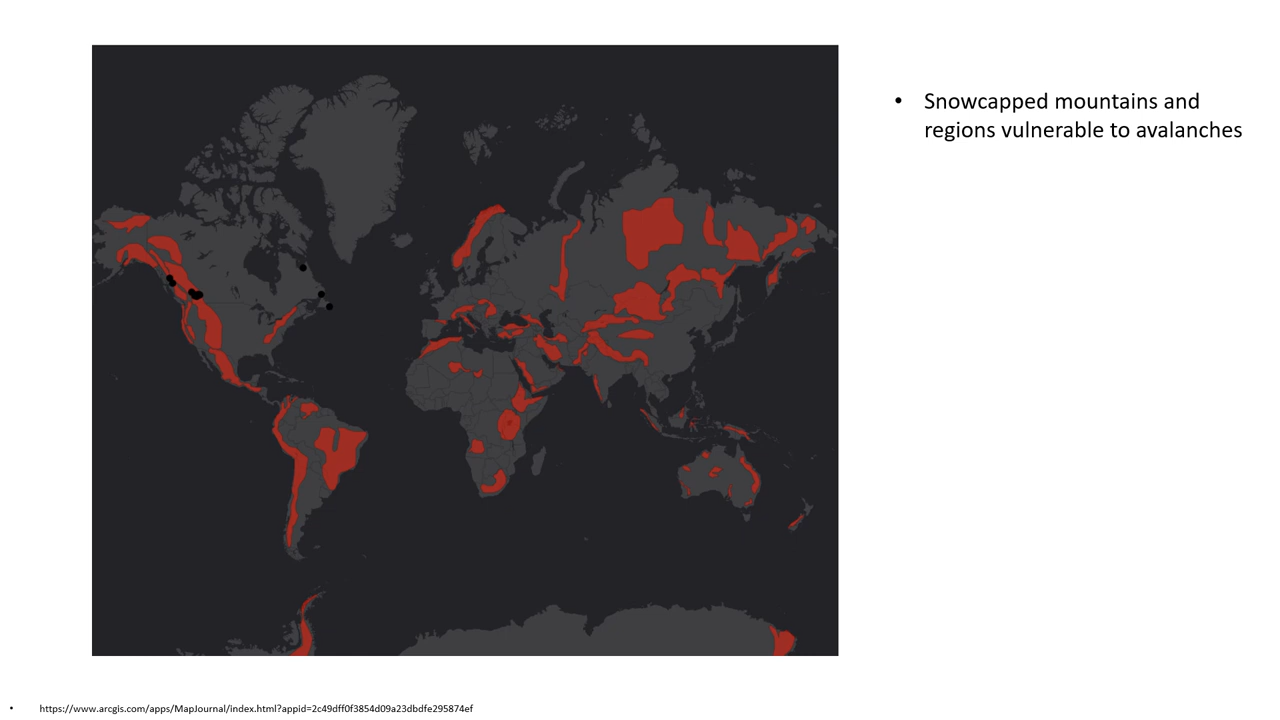 • Snowcapped mountains and
regions vulnerable to avalanches
• https://www.arcgis.com/apps/MapJournal/index.html?appid=2c49dff0f3854d09a23dbdfe295874ef